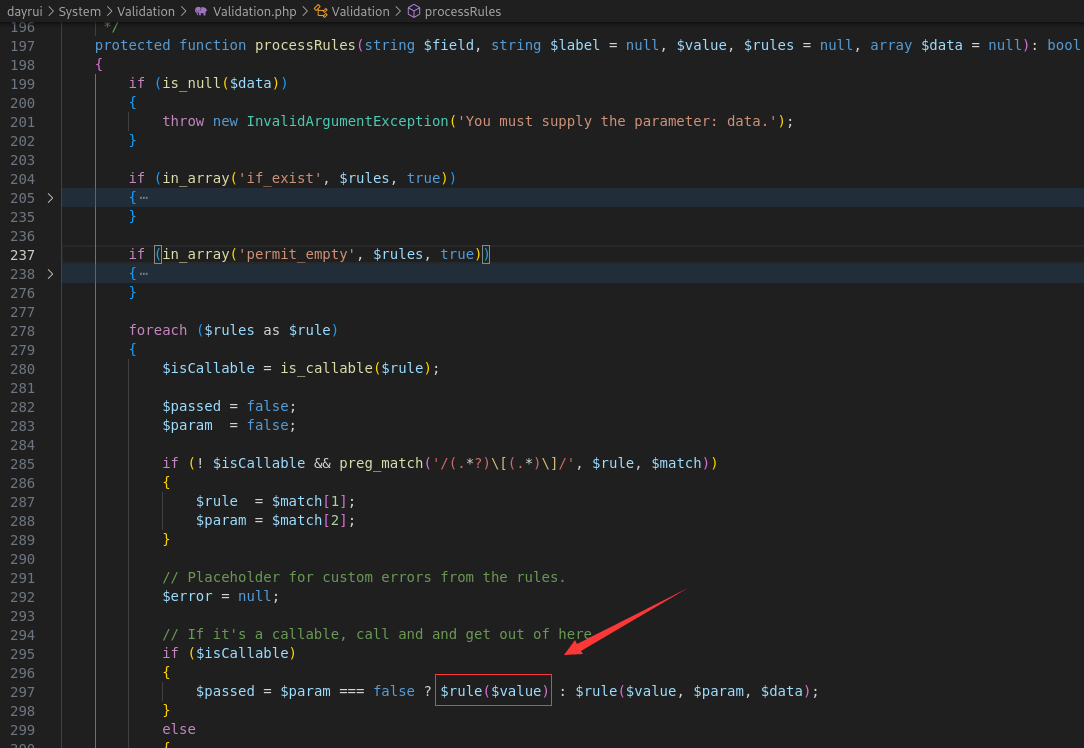 dayrui > System > Validation > Validation.php > Validation > processRules
196 */
197 protected function processRules(string $field, string $label = null, $value, $rules = null, array $data = null): bool
198 {
199 if (is_null($data))
200 {
201 throw new InvalidArgumentException('You must supply the parameter: data.');
202 }
203
204 if (in_array('if_exist', $rules, true))
205 > {⋯
235 }
236
237 if (in_array('permit_empty', $rules, true))
238 > {⋯
276 }
277
278 foreach ($rules as $rule)
279 {
280 $isCallable = is_callable($rule);
281
282 $passed = false;
283 $param  = false;
284
285 if (! $isCallable && preg_match('/(.*?)\[(.*)\]/', $rule, $match))
286 {
287 $rule  = $match[1];
288 $param = $match[2];
289 }
290
291 // Placeholder for custom errors from the rules.
292 $error = null;
293
294 // If it's a callable, call and and get out of here
295 if ($isCallable)
296 {
297 $passed = $param === false ? $rule($value) : $rule($value, $param, $data);
298 }
299 else
300 {